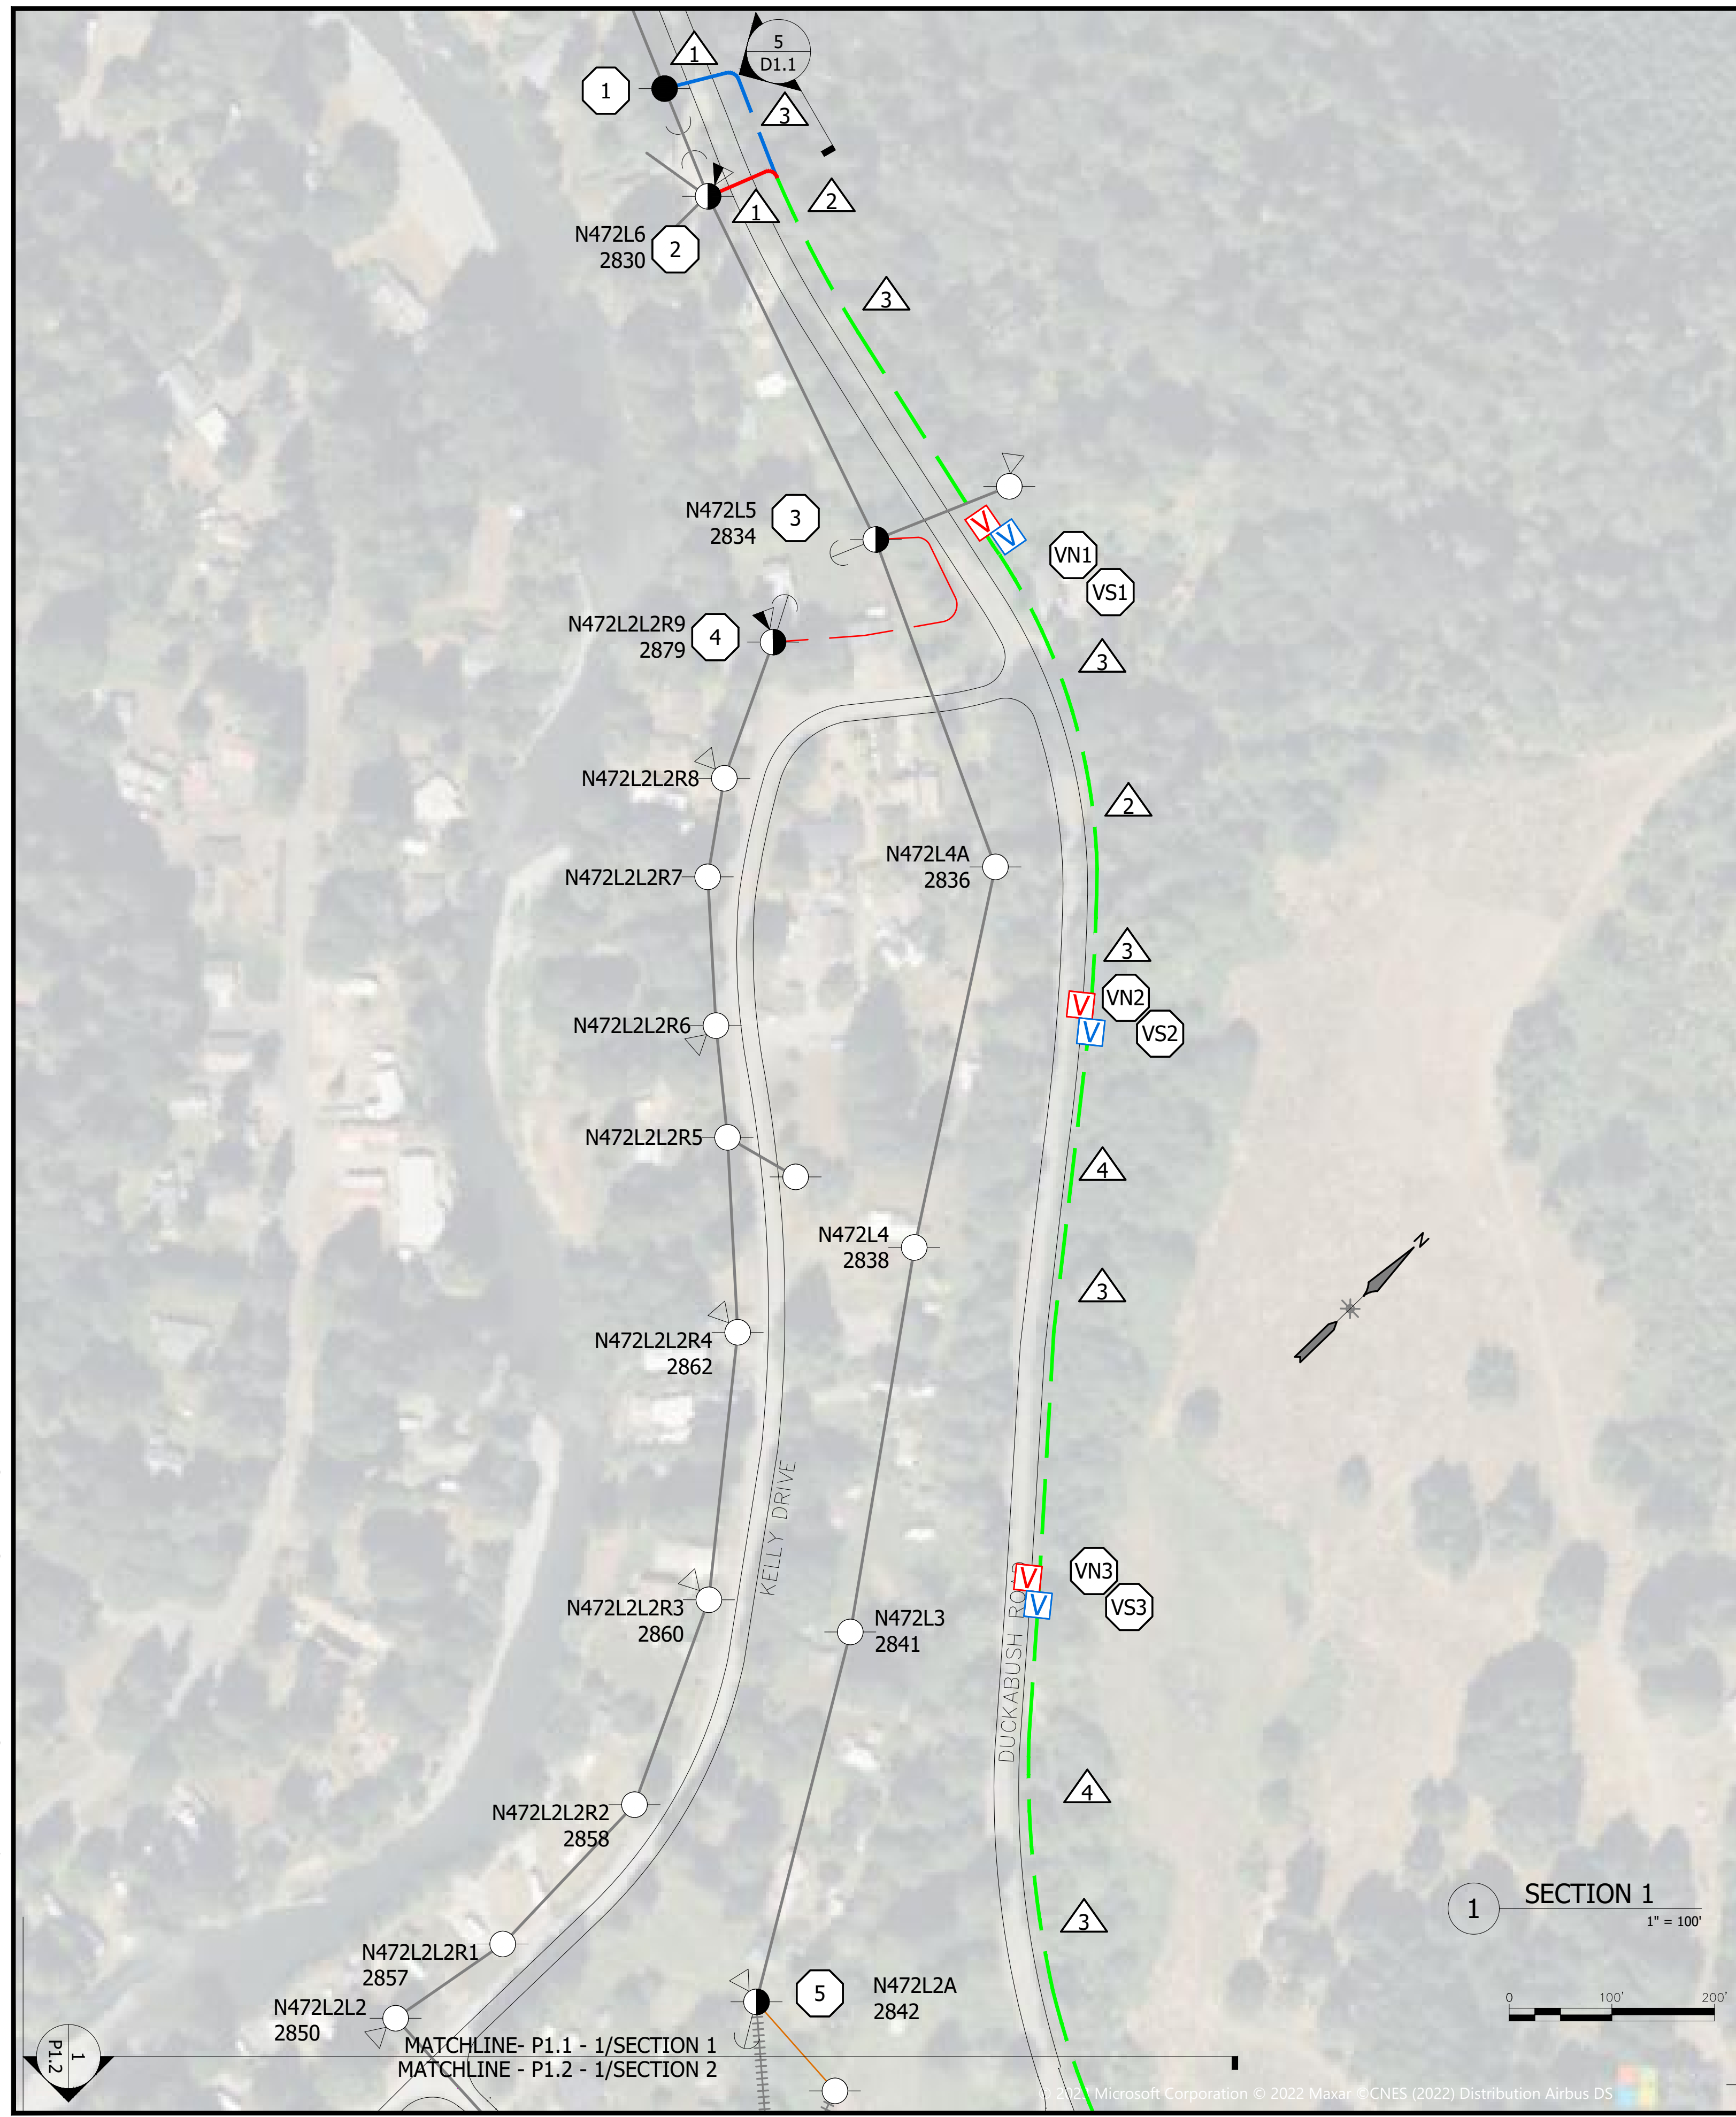 5
D1.1
1
1
3
2
1
N472L6
2830
2
3
N472L5
2834
3
V
V
VN1
VS1
N472L2L2R9
2879
4
3
N472L2L2R8
2
N472L2L2R7
N472L4A
2836
3
V
V
VN2
VS2
N472L2L2R6
N472L2L2R5
4
N472L4
2838
3
N
N472L2L2R4
2862
KELLY DRIVE
VN3
V
V
VS3
N472L2L2R3
2860
N472L3
2841
DUCKABUSH ROAD
4
N472L2L2R2
2858
3
1
SECTION 1
1" = 100'
N472L2L2R1
2857
5
N472L2A
2842
0 100' 200'
N472L2L2
2850
1
P1.2
MATCHLINE- P1.1 - 1/SECTION 1
MATCHLINE - P1.2 - 1/SECTION 2
Microsoft Corporation © 2022 Maxar ©CNES (2022) Distribution Airbus DS